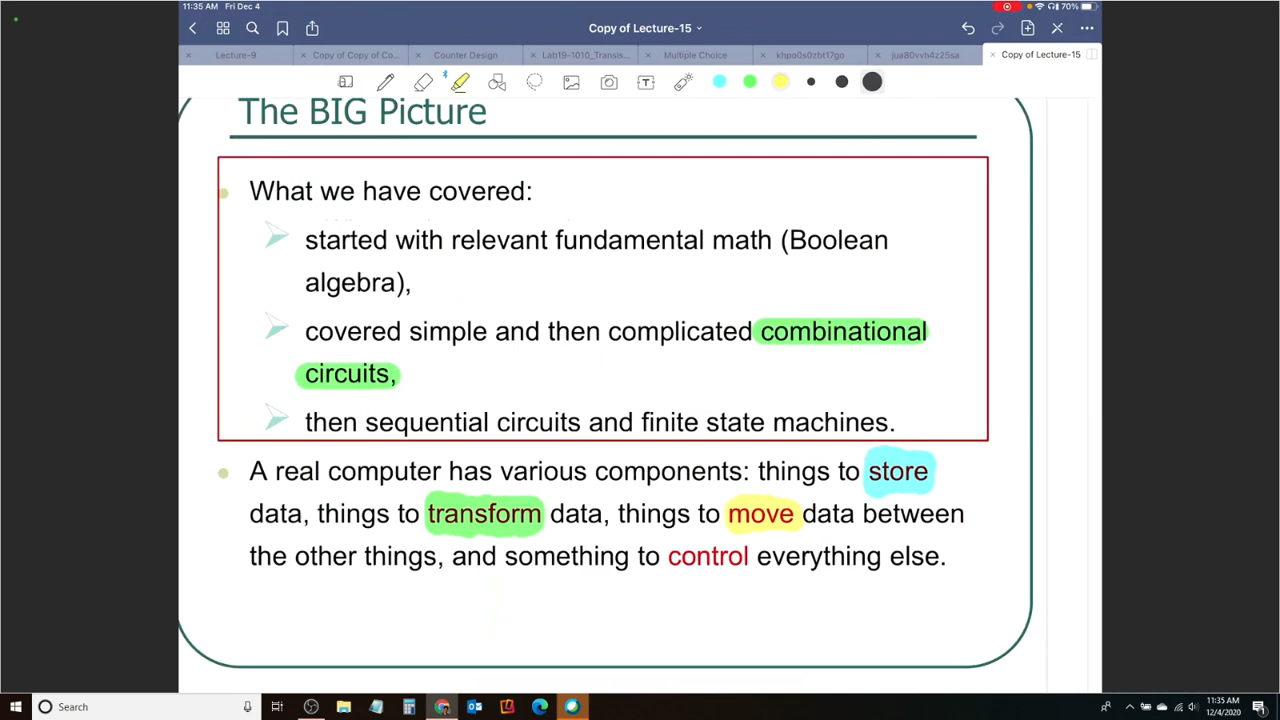 11:35 AM Fri Dec 4
70%
Copy of Lecture-15
Lecture-9
Copy of Copy of Co...
Counter Design
Lab19-1010_Transis...
Multiple Choice
khpo0s0zbt17go
jua80vvh4z25sa
Copy of Lecture-15
The BIG Picture
What we have covered:
started with relevant fundamental math (Boolean
algebra),
covered simple and then complicated combinational
circuits,
then sequential circuits and finite state machines.
A real computer has various components: things to store
data, things to transform data, things to move data between
the other things, and something to control everything else.
Search
11:35 AM
12/4/2020